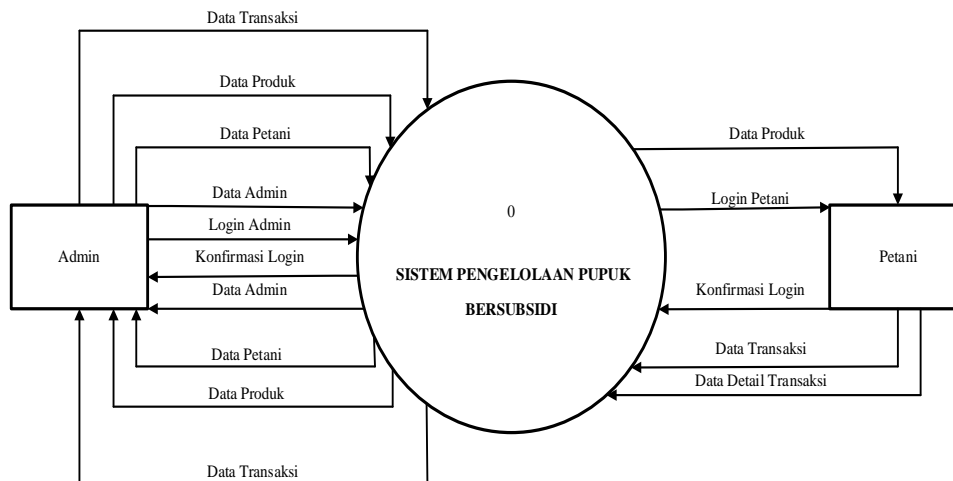 Data Transaksi
Data Produk
Data Petani
Data Admin
Login Admin
Konfirmasi Login
Data Admin
Data Petani
Data Produk
Data Transaksi
Admin
0
SISTEM PENGELOLAAN PUPUK
BERSUBSIDI
Data Produk
Login Petani
Petani
Konfirmasi Login
Data Transaksi
Data Detail Transaksi